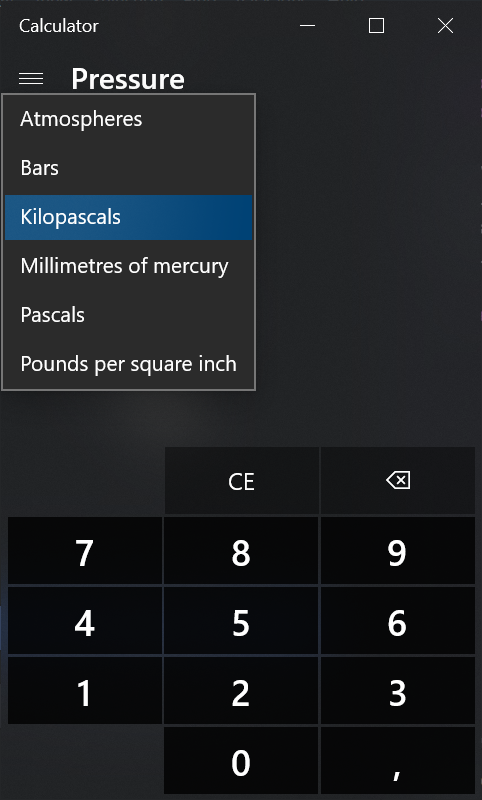 Calculator
Pressure
Atmospheres
Bars
Kilopascals
Millimetres of mercury
Pascals
Pounds per square inch
CE
7 8 9
4 5 6
1 2 3
0 ,